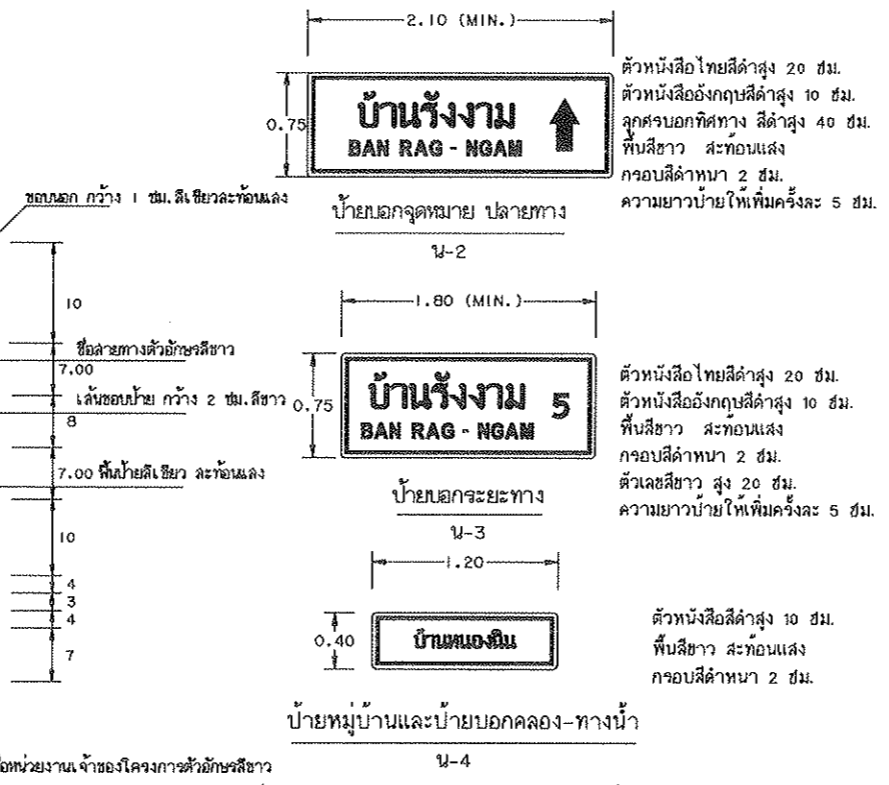 2.10 (MIN.)
0.75
บ้านรังงาม
BAN RAG - NGAM
ตัวหนังสือไทยสีดำสูง 20 ซม.
ตัวหนังสืออังกฤษสีดำสูง 10 ซม.
ลูกศรบอกทิศทาง สีดำสูง 40 ซม.
พื้นสีขาว สะท้อนแสง
กรอบสีดำหนา 2 ซม.
ความยาวป้ายให้เพิ่มครั้งละ 5 ซม.
ป้ายบอกจุดหมาย ปลายทาง
น-2
ขอบนอก กว้าง 1 ซม. สีเขียวสะท้อนแสง
10
ชื่อสายทางตัวอักษรสีขาว
7.00
เส้นขอบป้าย กว้าง 2 ซม. สีขาว
8
7.00 พื้นป้ายสีเขียว สะท้อนแสง
10
4
3
4
7
1.80 (MIN.)
0.75
บ้านรังงาม 5
BAN RAG - NGAM
ตัวหนังสือไทยสีดำสูง 20 ซม.
ตัวหนังสืออังกฤษสีดำสูง 10 ซม.
พื้นสีขาว สะท้อนแสง
กรอบสีดำหนา 2 ซม.
ตัวเลขสีขาว สูง 20 ซม.
ความยาวป้ายให้เพิ่มครั้งละ 5 ซม.
ป้ายบอกระยะทาง
น-3
1.20
0.40
ตัวหนังสือสีดำสูง 10 ซม.
พื้นสีขาว สะท้อนแสง
กรอบสีดำหนา 2 ซม.
ป้ายหมู่บ้านและป้ายบอกคลอง-ทางน้ำ
น-4
หน่วยงานเจ้าของโครงการตัวอักษรสีขาว